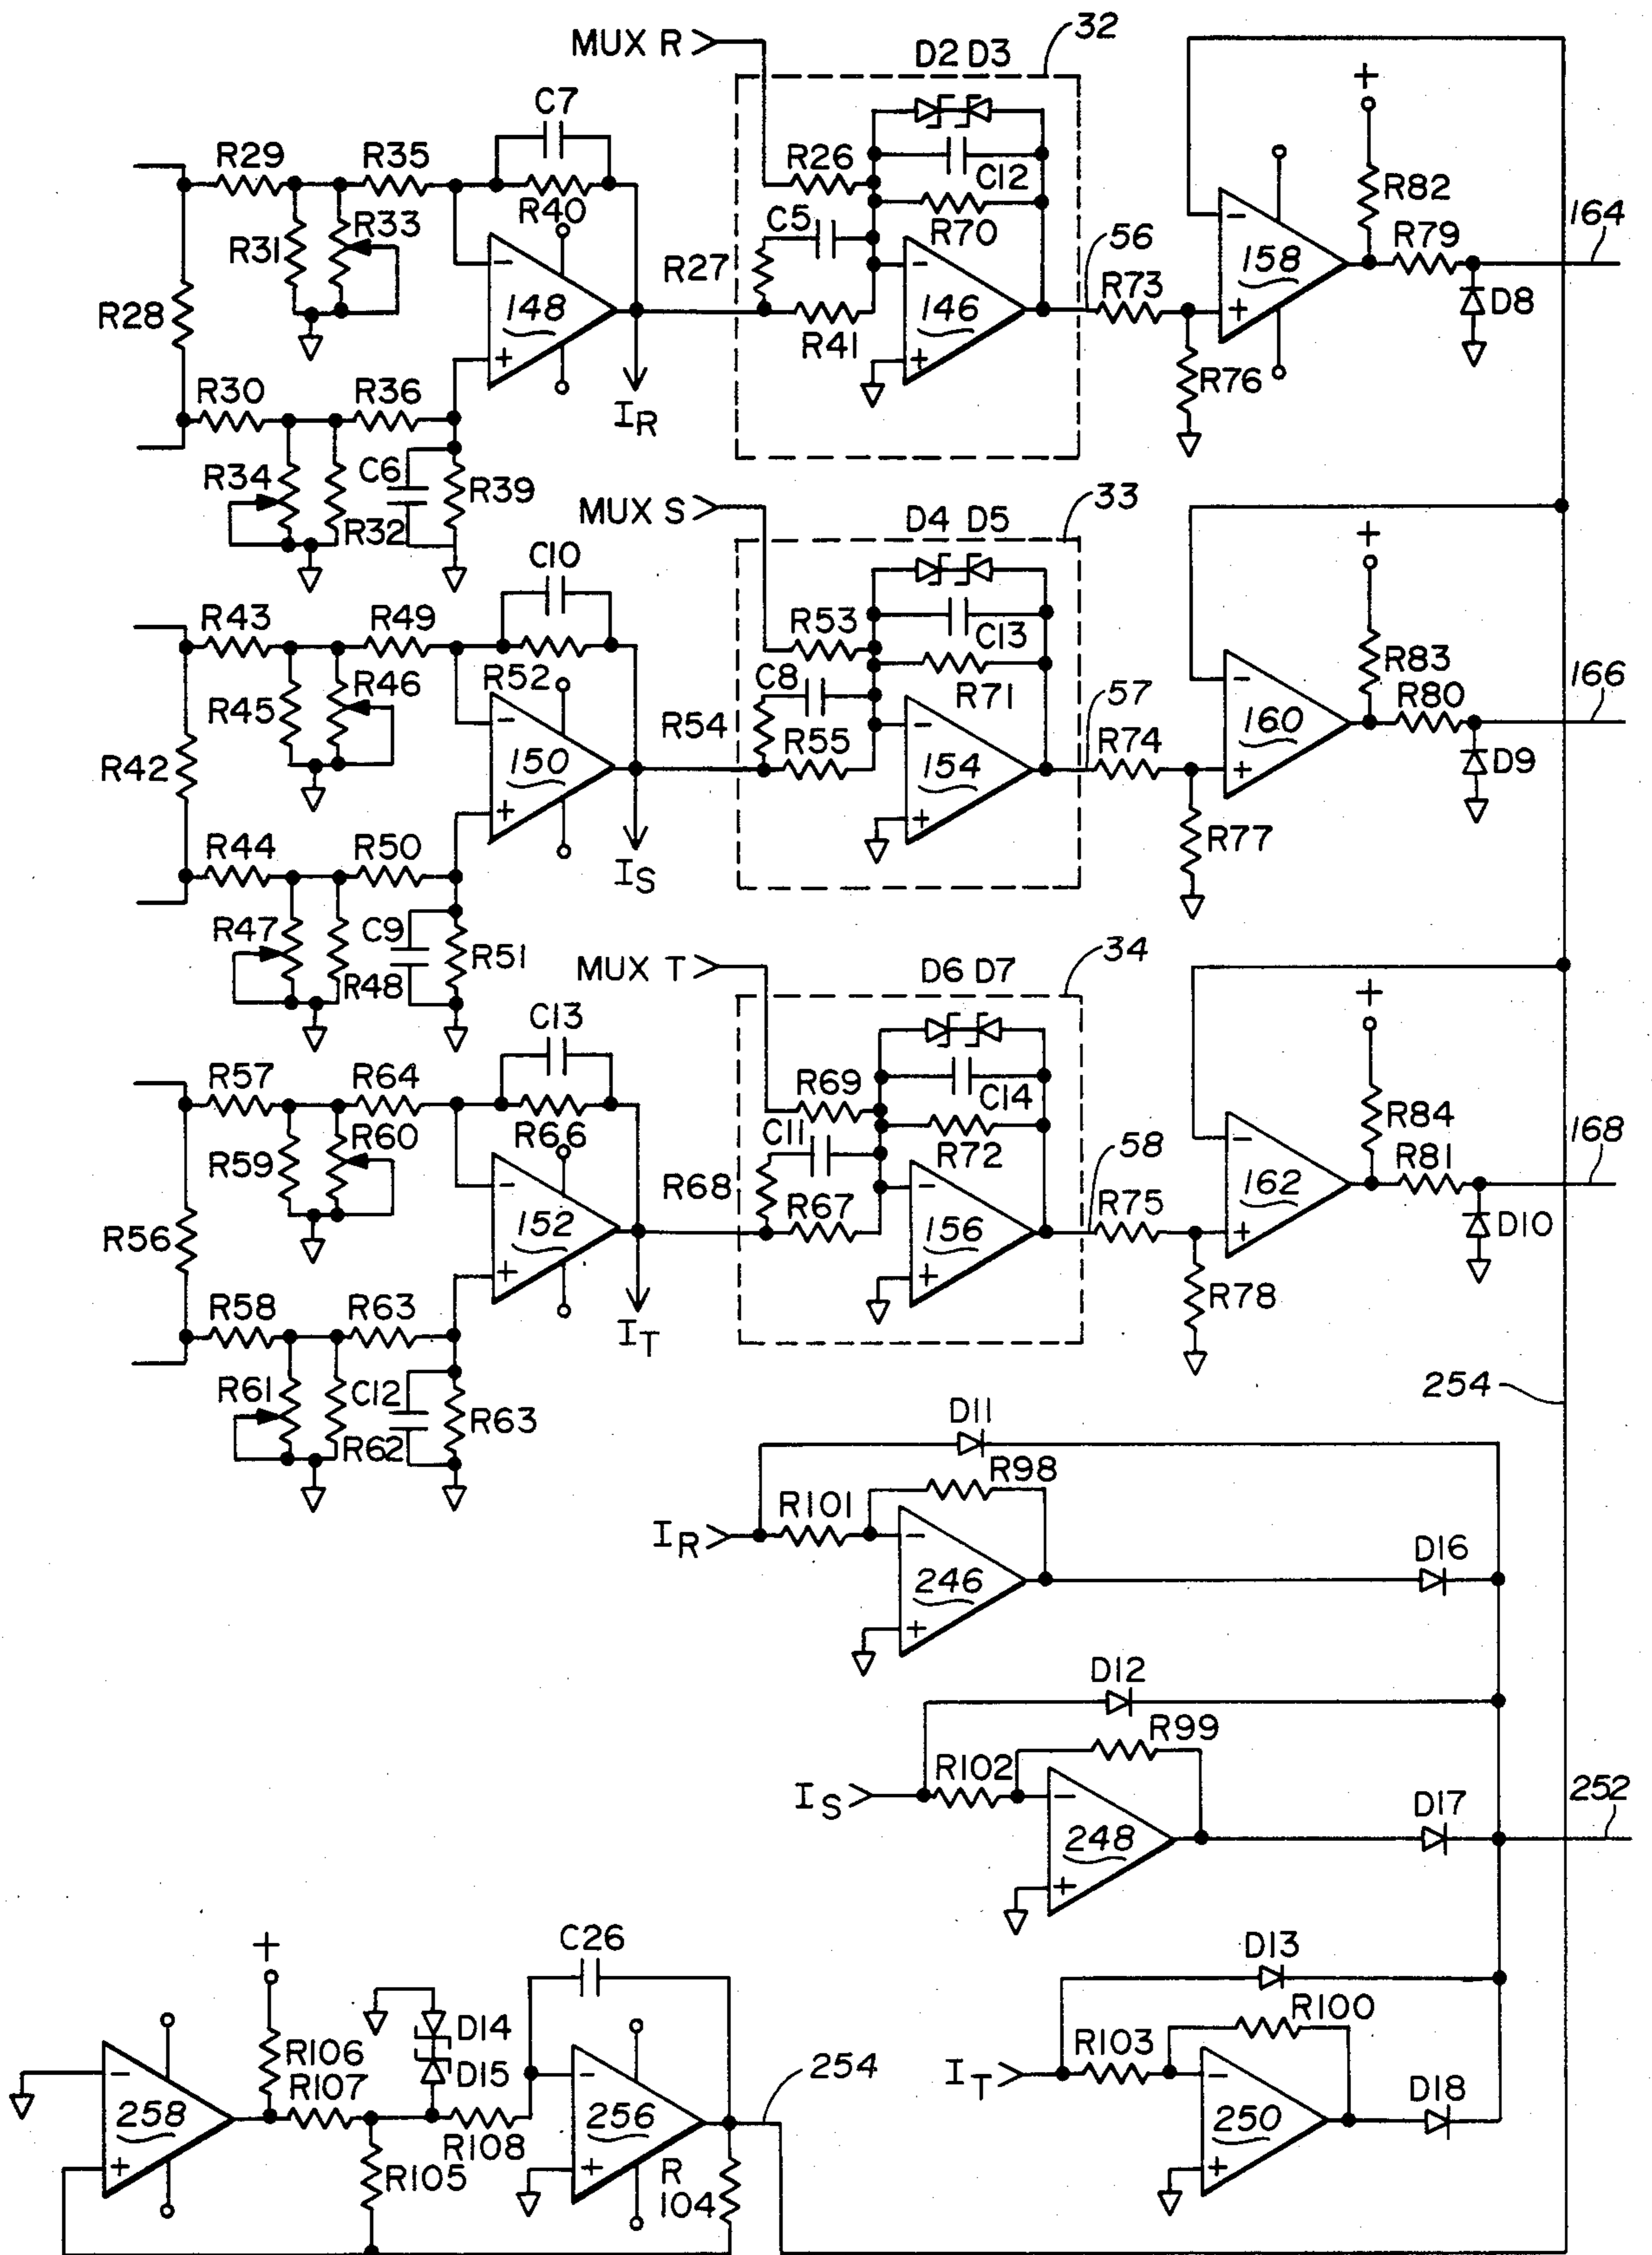 MUX R
D2 D3
32
+
C7
R29
R35
R26
C12
R82
164
R40
C5
R70
56
R79
R31
R33
R27
−
148
−
146
R73
−
158
D8
R28
R41
+
+
+
R76
R30
R36
I R
R34
C6
R39
R32
MUX S
D4 D5
33
+
C10
R43
R49
R53
C13
R83
166
R52
C8
R71
57
R80
R45
R46
R54
R55
−
150
−
154
R74
−
160
D9
R42
+
+
+
R77
R44
R50
I S
R47
C9
R51
R48
MUX T
D6 D7
34
+
C13
R57
R64
R69
C14
R84
168
R66
C11
R72
58
R81
R59
R60
R68
R67
−
152
−
156
R75
−
162
D10
R56
+
+
+
R78
R58
R63
I T
R61
C12
R63
R62
254
D11
R98
R101
I R
−
246
+
D16
D12
R99
R102
I S
−
248
+
D17
252
D13
R100
R103
I T
−
250
+
D18
C26
+
R106
D14
D15
R107
−
258
+
R108
R105
−
256
+
254
R
104